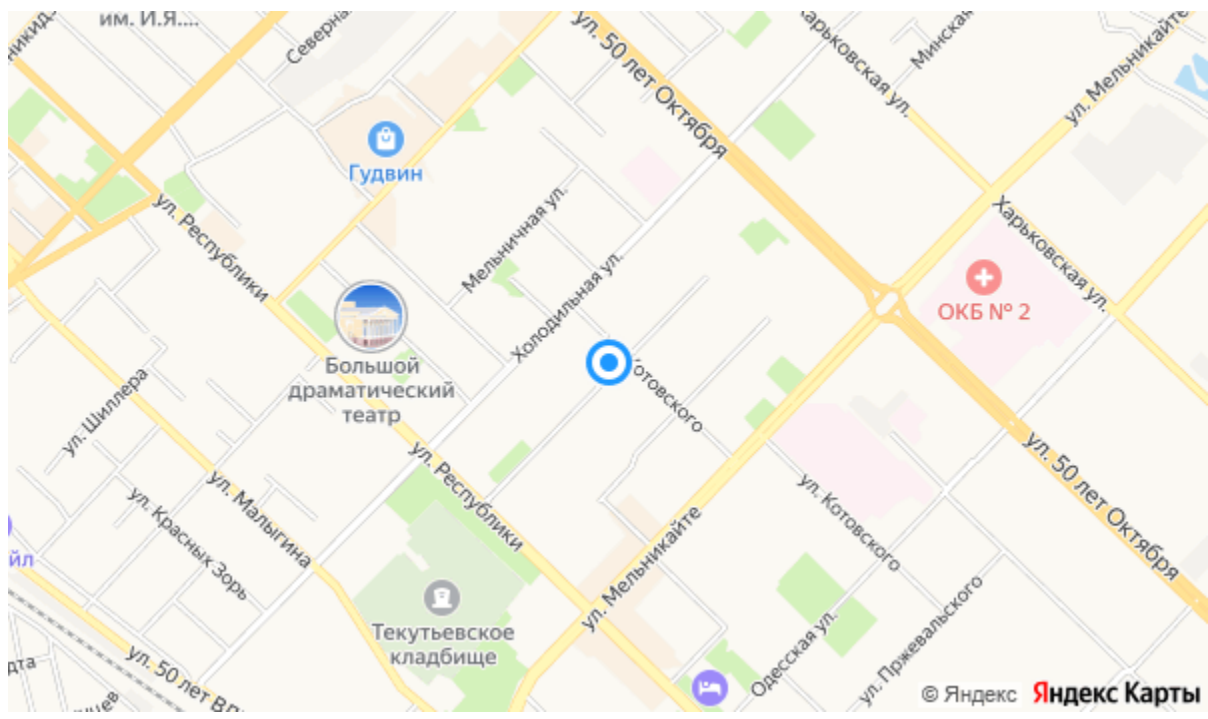 им. И.Я....
Северна
ул. 50 лет Октября
Харьковская ул.
Минская
ул. Мельникайте
Гудвин
ул. Республики
Мельничная ул.
Харьковская ул.
Холодильная ул.
ОКБ № 2
Большой
драматический
театр
Котовского
ул. Шиллера
ул. Республики
ул. 50 лет Октября
ул. Малыгина
ул. Котовского
ул. Красных Зорь
ул. Мельникайте
йл
Текутьевское
кладбище
Одесская ул.
ул. Пржевальского
ул. 50 лет ВЛ
© Яндекс Яндекс Карты